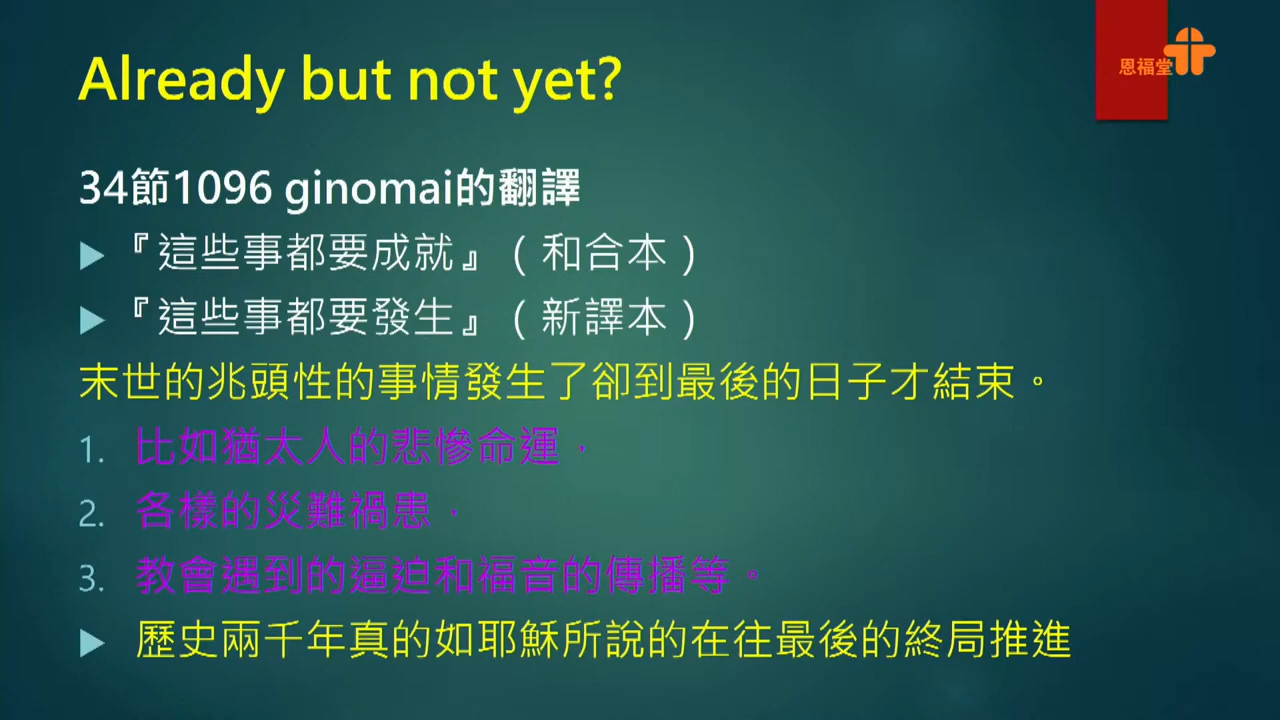 Already but not yet?
恩福堂
34節1096 ginomai的翻譯
『這些事都要成就』（和合本）
『這些事都要發生』（新譯本）
末世的兆頭性的事情發生了卻到最後的日子才結束。
1. 比如猶太人的悲慘命運，
2. 各樣的災難禍患，
3. 教會遇到的逼迫和福音的傳播等。
歷史兩千年真的如耶穌所說的在往最後的終局推進